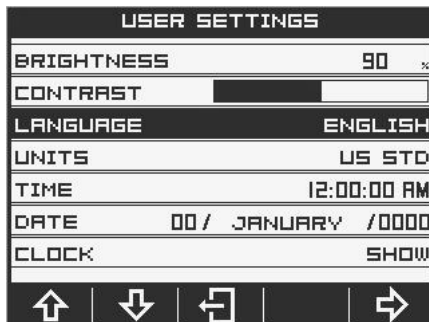 USER SETTINGS
BRIGHTNESS 90 %
CONTRAST
LANGUAGE ENGLISH
UNITS US STD
TIME 12:00:00 AM
DATE 00/ JANUARY /0000
CLOCK SHOW